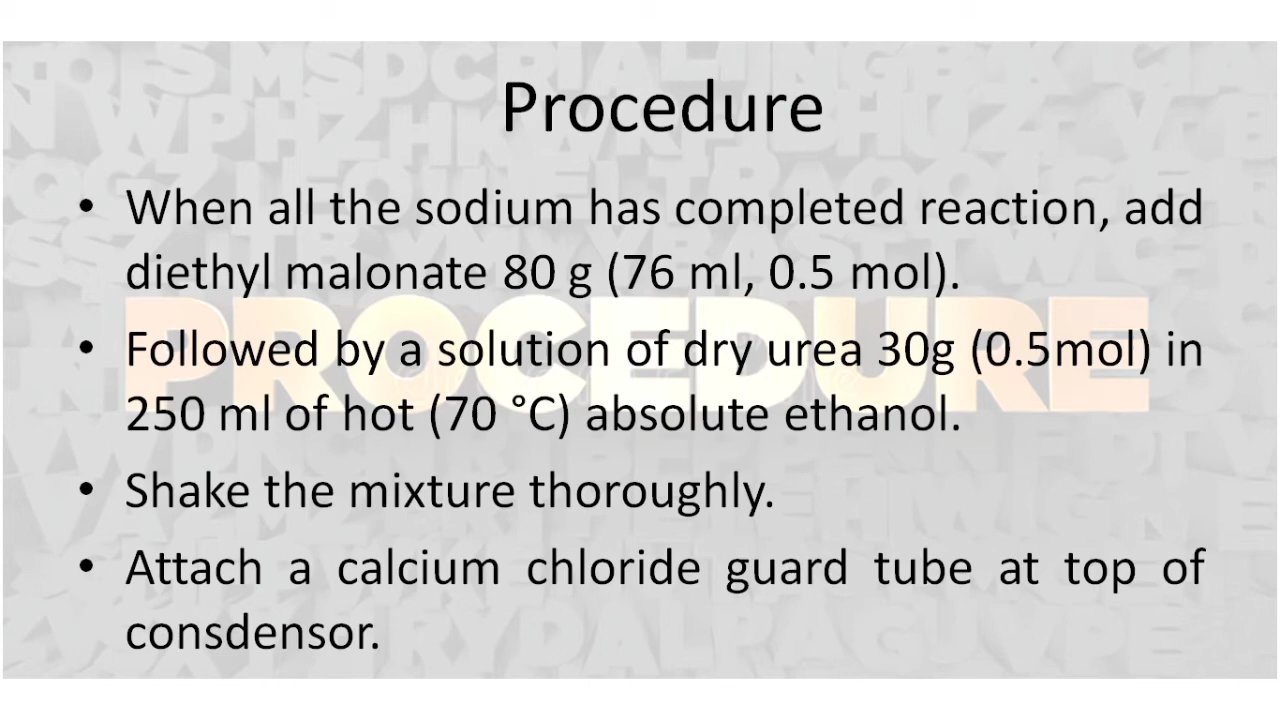 Procedure
• When all the sodium has completed reaction, add
diethyl malonate 80 g (76 ml, 0.5 mol).
• Followed by a solution of dry urea 30g (0.5mol) in
250 ml of hot (70 °C) absolute ethanol.
• Shake the mixture thoroughly.
• Attach a calcium chloride guard tube at top of
consdensor.
PROCEDURE